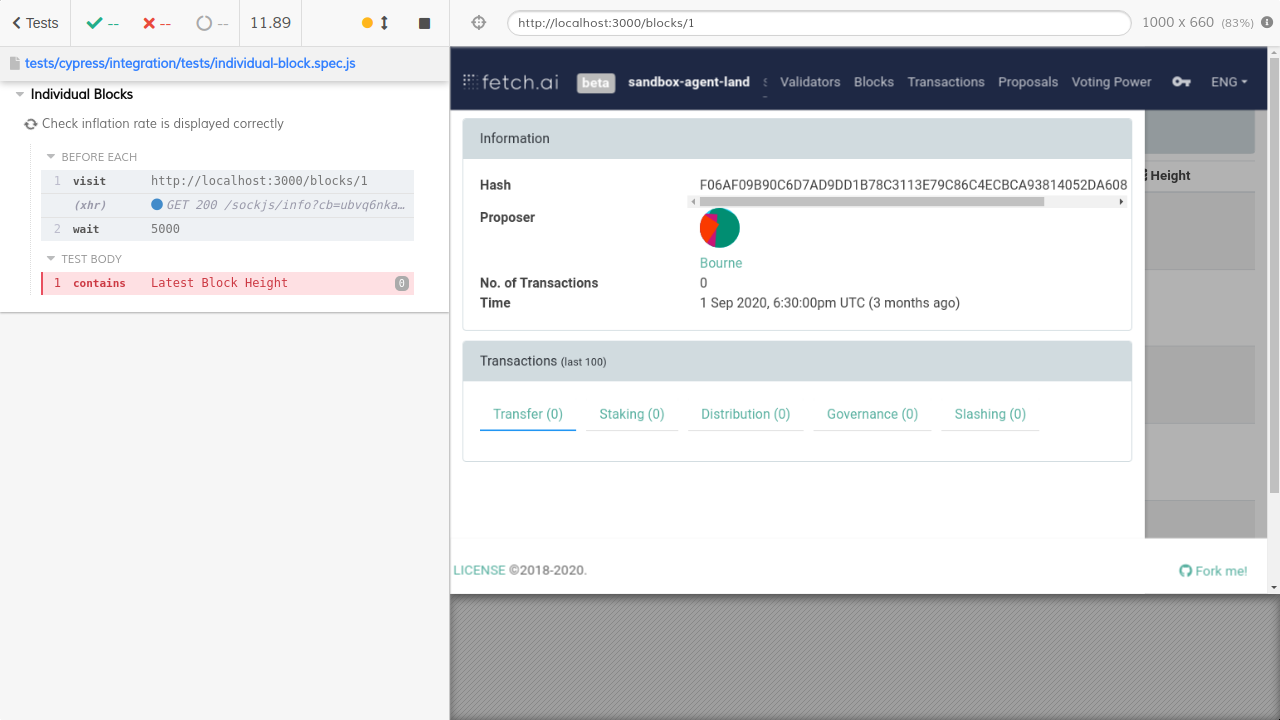 Tests
--
--
--
11.89
http://localhost:3000/blocks/1
1000 x 660 (83%)
tests/cypress/integration/tests/individual-block.spec.js
Individual Blocks
Check inflation rate is displayed correctly
BEFORE EACH
1 visit http://localhost:3000/blocks/1
(xhr) GET 200 /sockjs/info?cb=ubvq6nka…
2 wait 5000
TEST BODY
1 contains Latest Block Height 0
fetch.ai beta sandbox-agent-land Validators Blocks Transactions Proposals Voting Power ENG
Information
Hash F06AF09B90C6D7AD9DD1B78C3113E79C86C4ECBCA93814052DA608
Proposer
Bourne
No. of Transactions 0
Time 1 Sep 2020, 6:30:00pm UTC (3 months ago)
Height
Transactions (last 100)
Transfer (0) Staking (0) Distribution (0) Governance (0) Slashing (0)
LICENSE ©2018-2020.
Fork me!